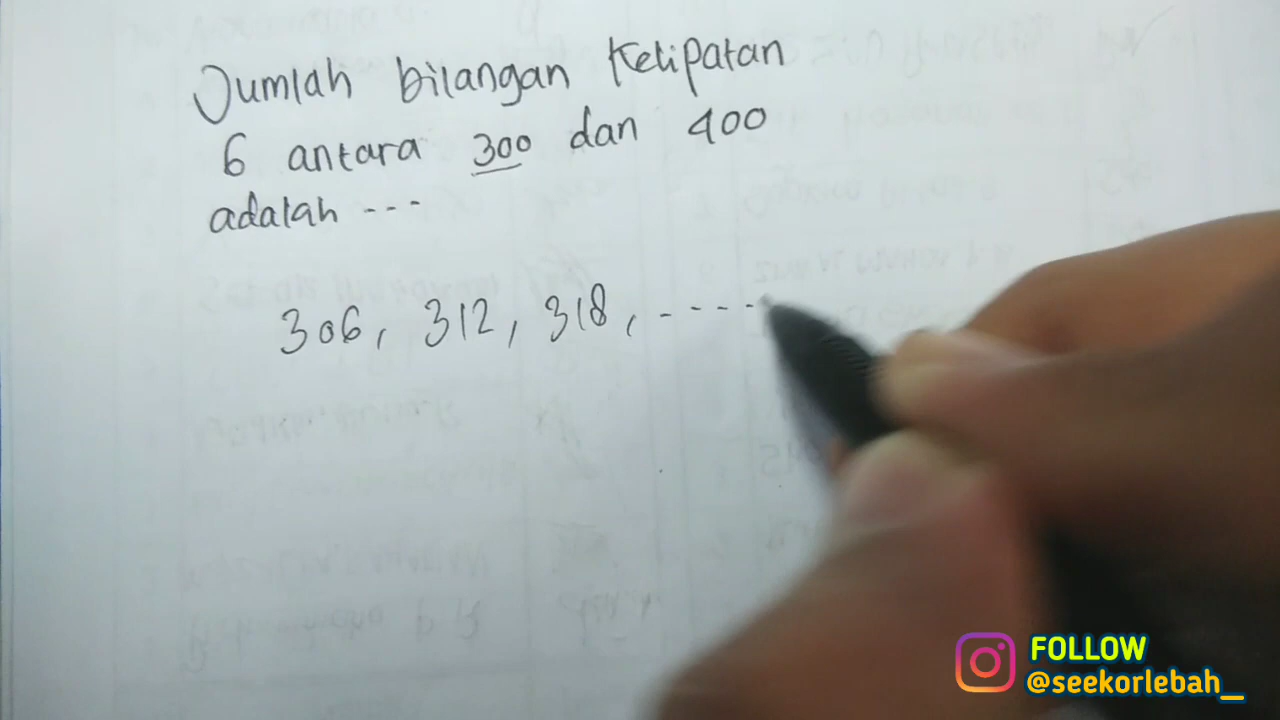 Jumlah bilangan Kelipatan
6 antara 300 dan 400
adalah ---
306, 312, 318, -----
FOLLOW
@seekorlebah_